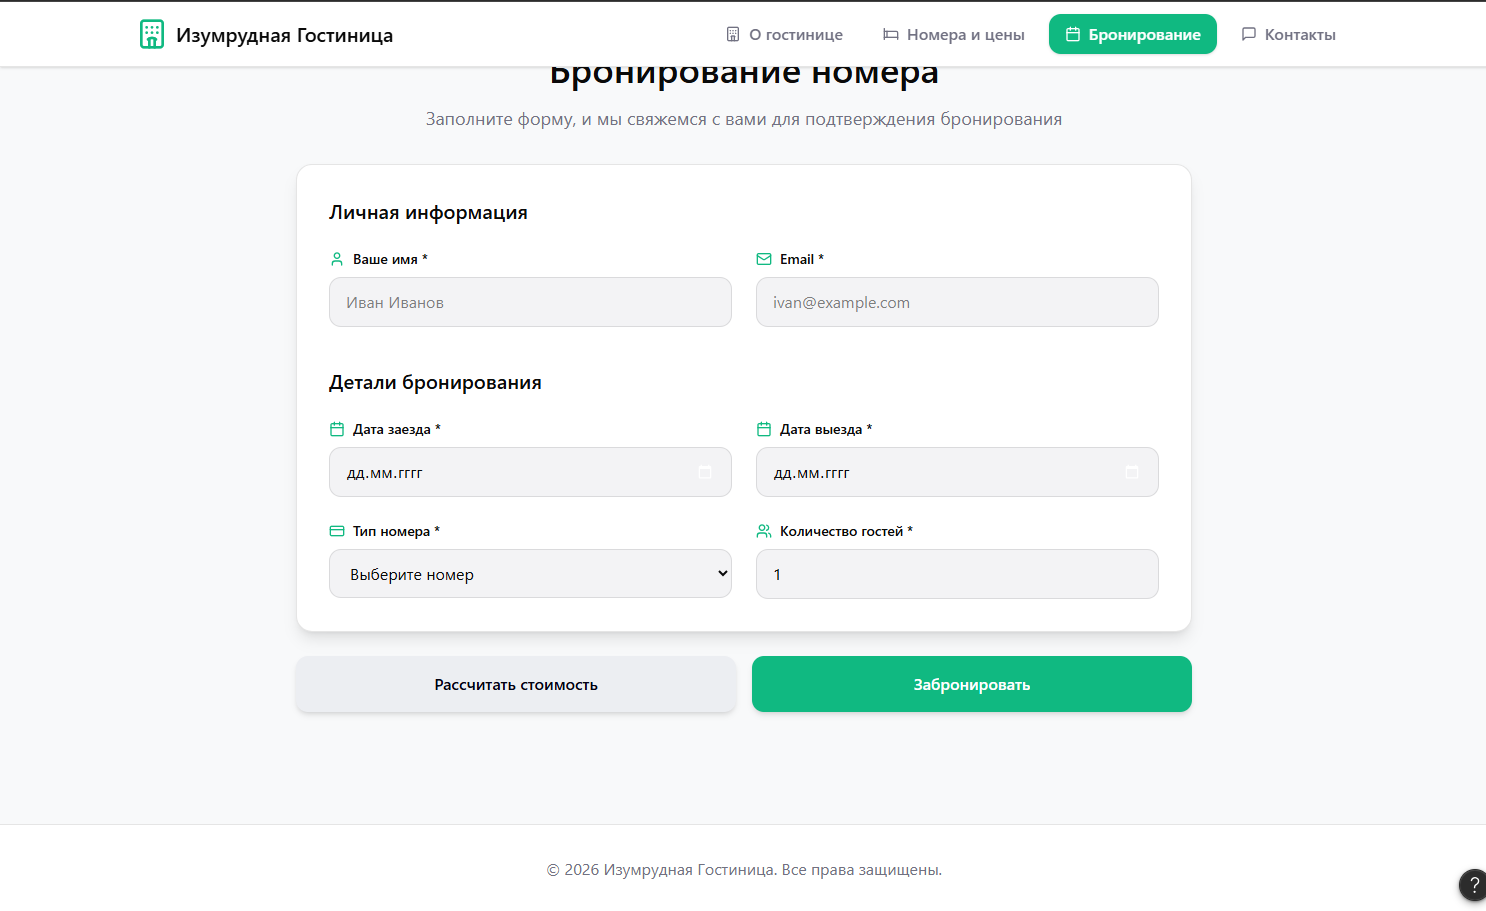 Изумрудная Гостиница
О гостинице
Номера и цены
Бронирование
Контакты
Бронирование номера
Заполните форму, и мы свяжемся с вами для подтверждения бронирования
Личная информация
Ваше имя *
Email *
Иван Иванов
ivan@example.com
Детали бронирования
Дата заезда *
Дата выезда *
дд.мм.гггг
дд.мм.гггг
Тип номера *
Количество гостей *
Выберите номер
1
Рассчитать стоимость
Забронировать
© 2026 Изумрудная Гостиница. Все права защищены.
?